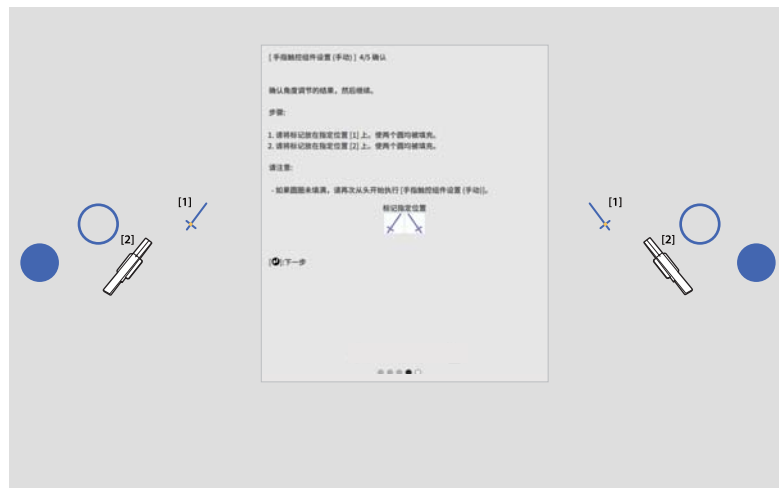 [ 手指触控组件设置 (手动) ] 4/5 确认
确认角度调节的结果，然后继续。
步骤:
1. 请将标记放在指定位置 [1] 上，使两个圆均被填充。
2. 请将标记放在指定位置 [2] 上，使两个圆均被填充。
请注意:
- 如果圆圈未填满，请再次从头开始执行 [手指触控组件设置 (手动)]。
标记指定位置
[1]
[2]
[1]
[2]
[ ]:下一步